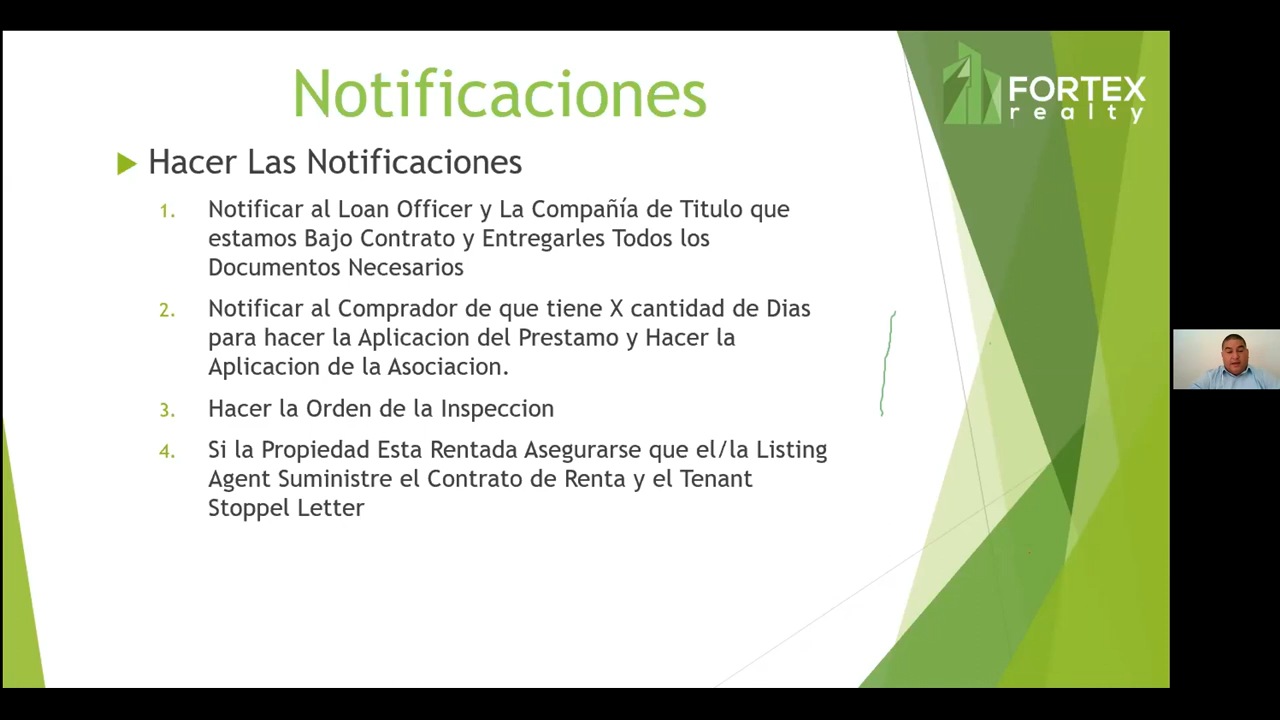 Notificaciones
FORTEX
realty
Hacer Las Notificaciones
1. Notificar al Loan Officer y La Compañía de Titulo que
estamos Bajo Contrato y Entregarles Todos los
Documentos Necesarios
2. Notificar al Comprador de que tiene X cantidad de Dias
para hacer la Aplicacion del Prestamo y Hacer la
Aplicacion de la Asociacion.
3. Hacer la Orden de la Inspeccion
4. Si la Propiedad Esta Rentada Asegurarse que el/la Listing
Agent Suministre el Contrato de Renta y el Tenant
Stoppel Letter